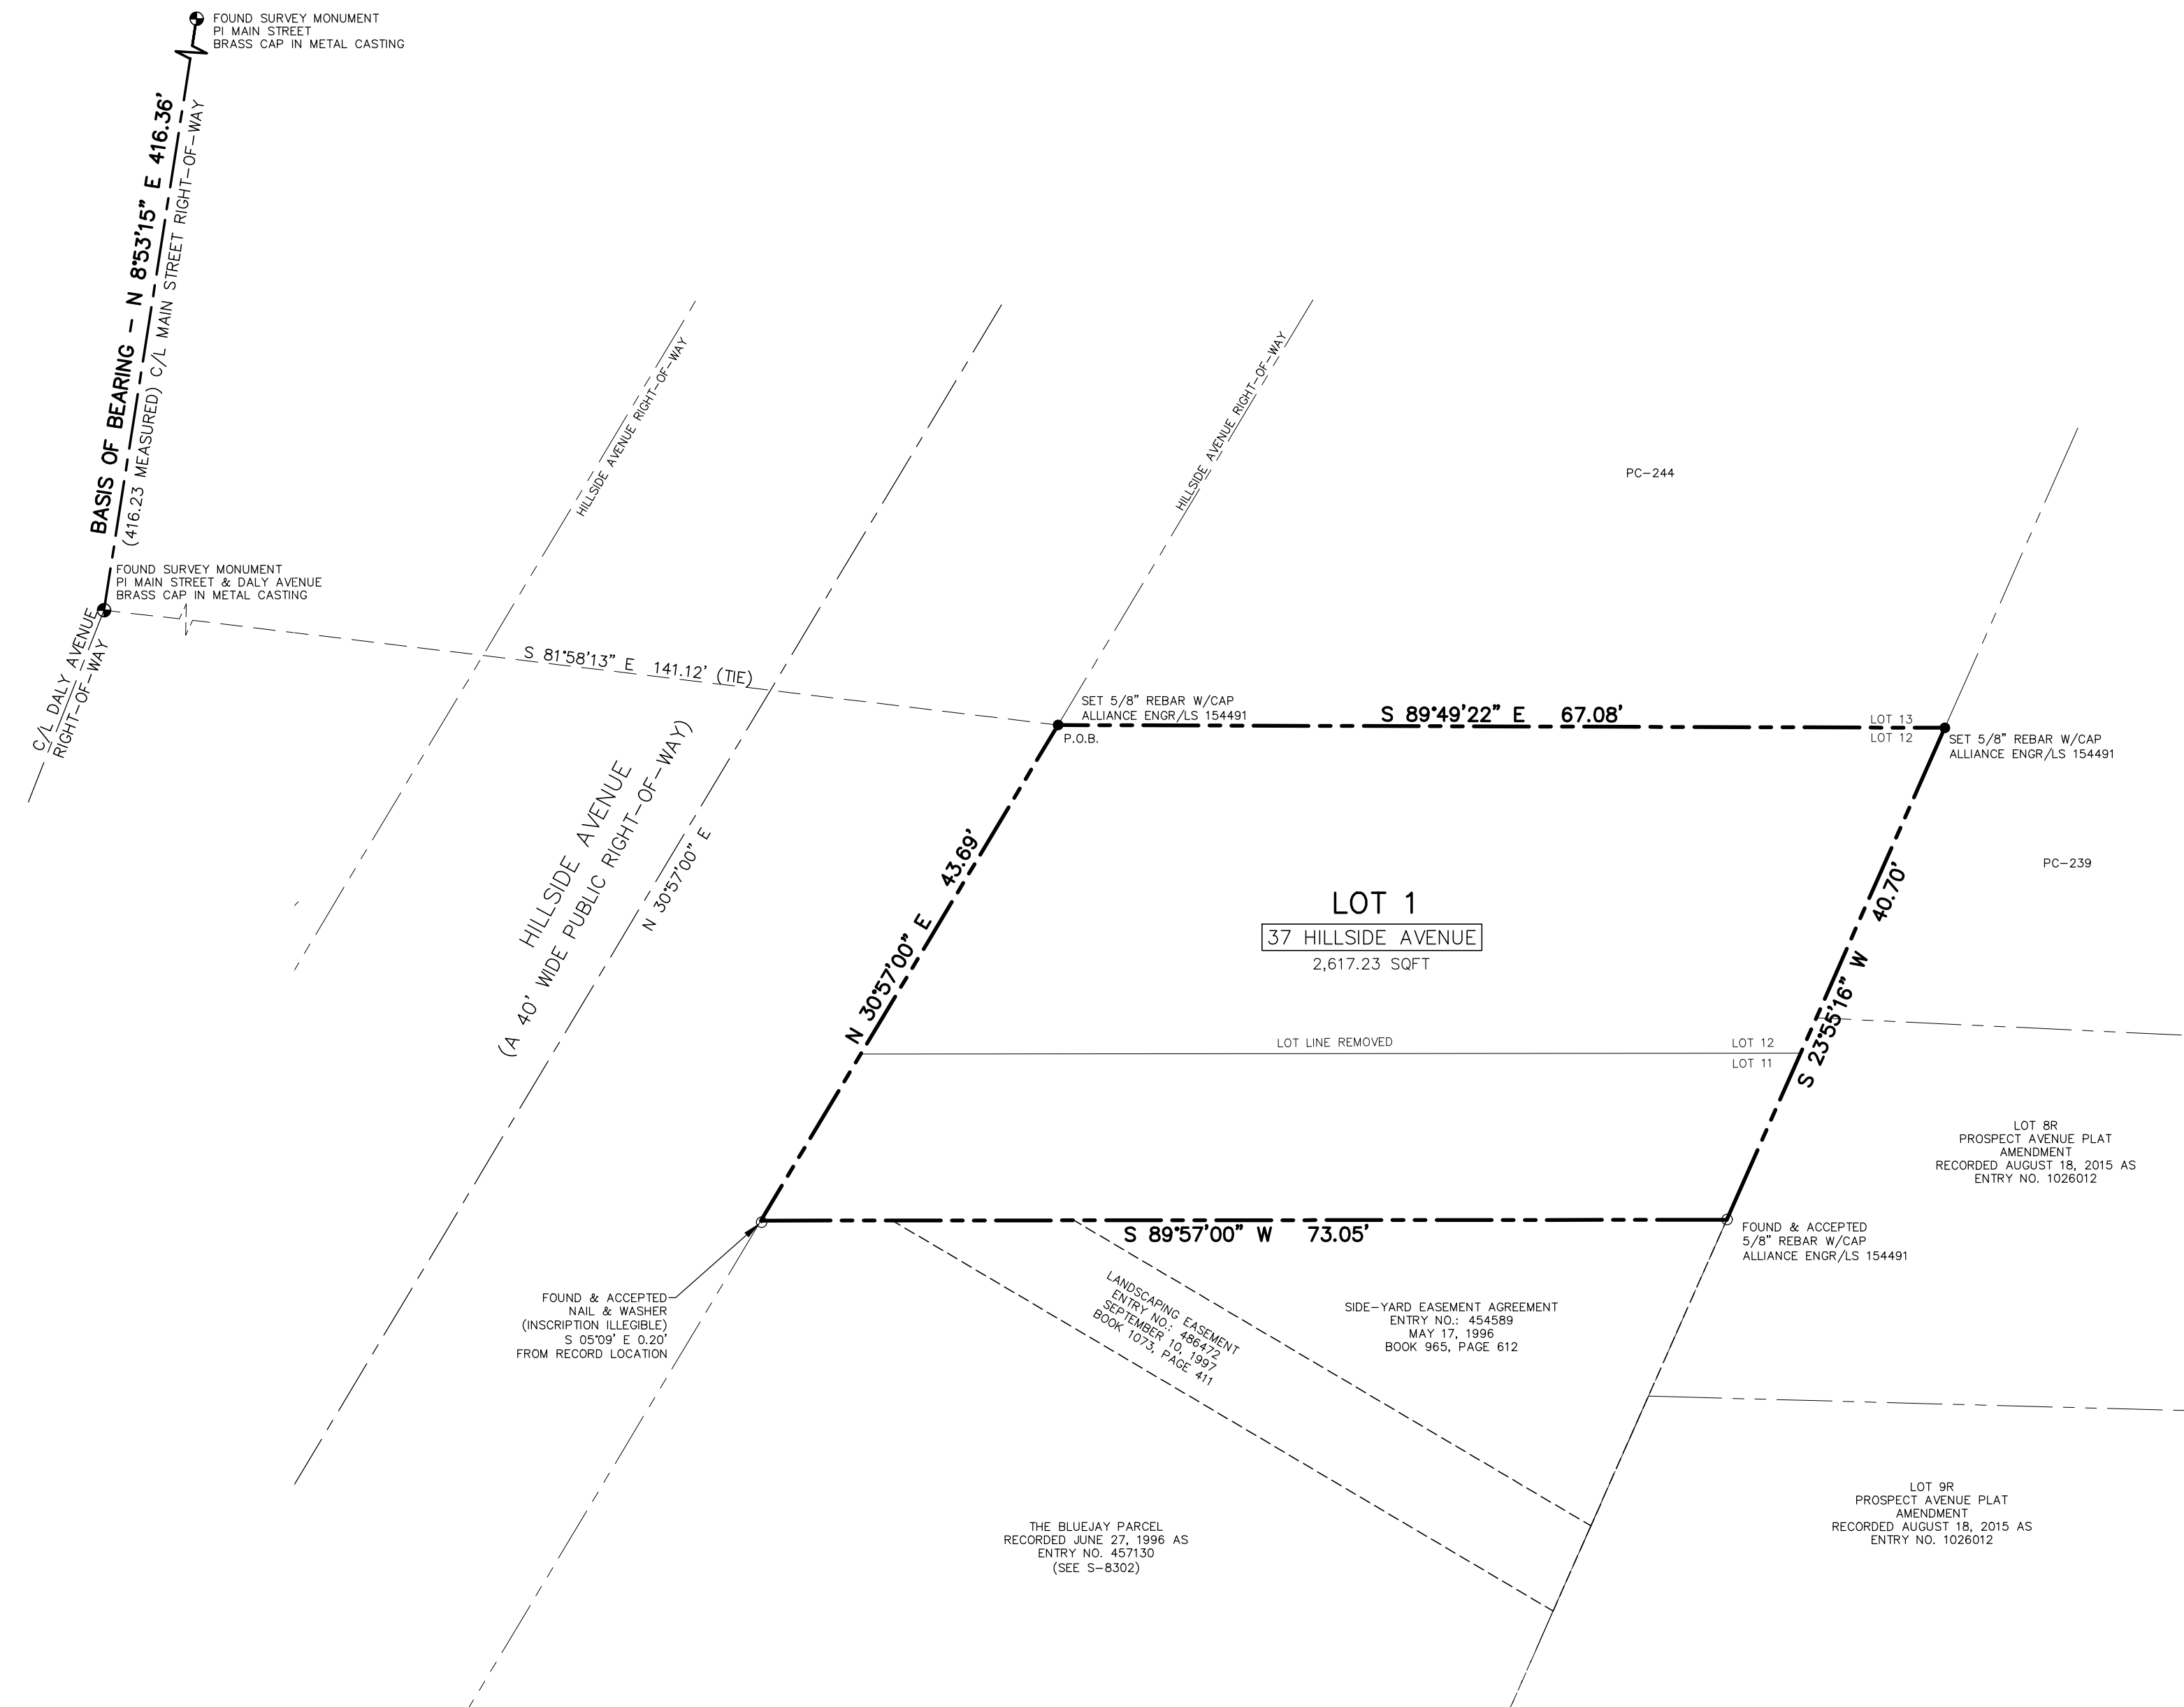 FOUND SURVEY MONUMENT
PI MAIN STREET
BRASS CAP IN METAL CASTING
BASIS OF BEARING - N 8°53'15" E 416.36'
(416.23 MEASURED) C/L MAIN STREET RIGHT-OF-WAY
FOUND SURVEY MONUMENT
PI MAIN STREET & DALY AVENUE
BRASS CAP IN METAL CASTING
C/L DALY AVENUE
RIGHT-OF-WAY
HILLSIDE AVENUE RIGHT-OF-WAY
HILLSIDE AVENUE RIGHT-OF-WAY
PC-244
S 81°58'13" E 141.12' (TIE)
SET 5/8" REBAR W/CAP
ALLIANCE ENGR/LS 154491
P.O.B.
S 89°49'22" E 67.08'
LOT 13
LOT 12
SET 5/8" REBAR W/CAP
ALLIANCE ENGR/LS 154491
HILLSIDE AVENUE
(A 40' WIDE PUBLIC RIGHT-OF-WAY)
N 30°57'00" E
N 30°57'00" E 43.69'
LOT 1
37 HILLSIDE AVENUE
2,617.23 SQFT
S 23°55'16" W 40.70'
PC-239
LOT LINE REMOVED
LOT 12
LOT 11
LOT 8R
PROSPECT AVENUE PLAT
AMENDMENT
RECORDED AUGUST 18, 2015 AS
ENTRY NO. 1026012
S 89°57'00" W 73.05'
FOUND & ACCEPTED
5/8" REBAR W/CAP
ALLIANCE ENGR/LS 154491
FOUND & ACCEPTED
NAIL & WASHER
(INSCRIPTION ILLEGIBLE)
S 05°09' E 0.20'
FROM RECORD LOCATION
LANDSCAPING EASEMENT
ENTRY NO.: 486472
SEPTEMBER 10, 1997
BOOK 1073, PAGE 411
SIDE-YARD EASEMENT AGREEMENT
ENTRY NO.: 454589
MAY 17, 1996
BOOK 965, PAGE 612
THE BLUEJAY PARCEL
RECORDED JUNE 27, 1996 AS
ENTRY NO. 457130
(SEE S-8302)
LOT 9R
PROSPECT AVENUE PLAT
AMENDMENT
RECORDED AUGUST 18, 2015 AS
ENTRY NO. 1026012